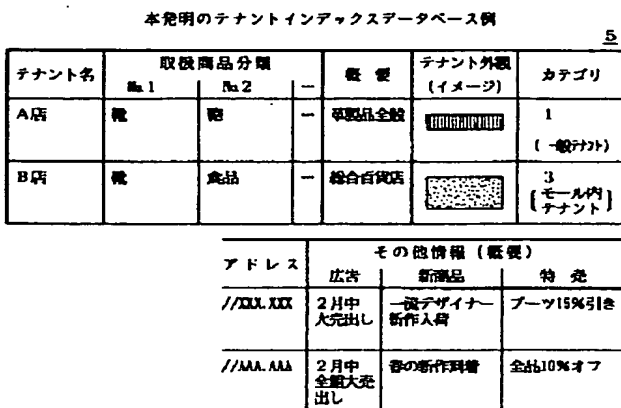 本発明のテナントインデックスデータベース例
5
テナント名 取扱商品分類 概要 テナント外観 カテゴリ
No.1 No.2 — (イメージ)
A店 靴 鞄 — 革製品全般 1
(一般テナント)
B店 靴 食品 — 総合百貨店 3
[モール内
テナント]
アドレス その他情報(概要)
広告 新商品 特売
//XXX.XXX 2月中 一流デザイナー ブーツ15%引き
大売出し 新作入荷
//AAA.AAA 2月中 春の新作到着 全品10%オフ
全館大売
出し